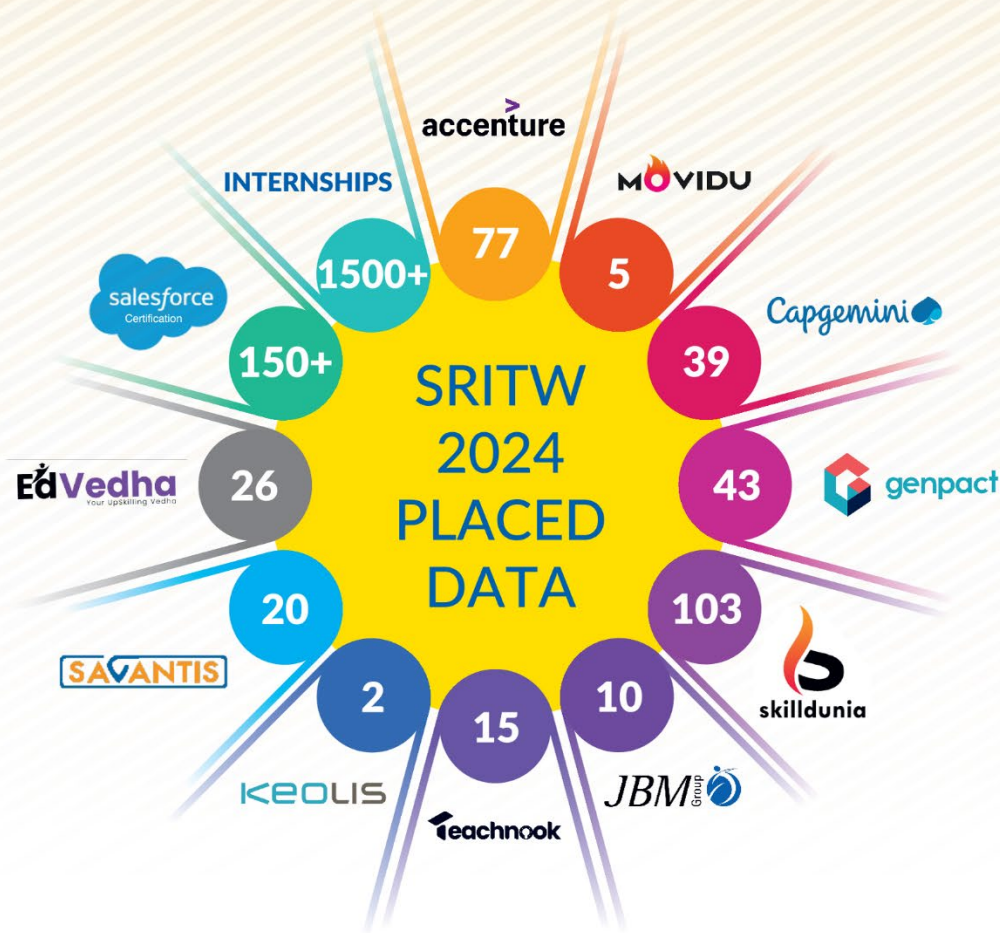 accenture
77
MOVIDU
5
Capgemini
39
genpact
43
skilldunia
103
JBM Group
10
Teachnook
15
KEOLIS
2
SAVANTIS
20
EdVedha
Your Upskilling Vedha
26
salesforce
Certification
150+
INTERNSHIPS
1500+
SRITW
2024
PLACED
DATA